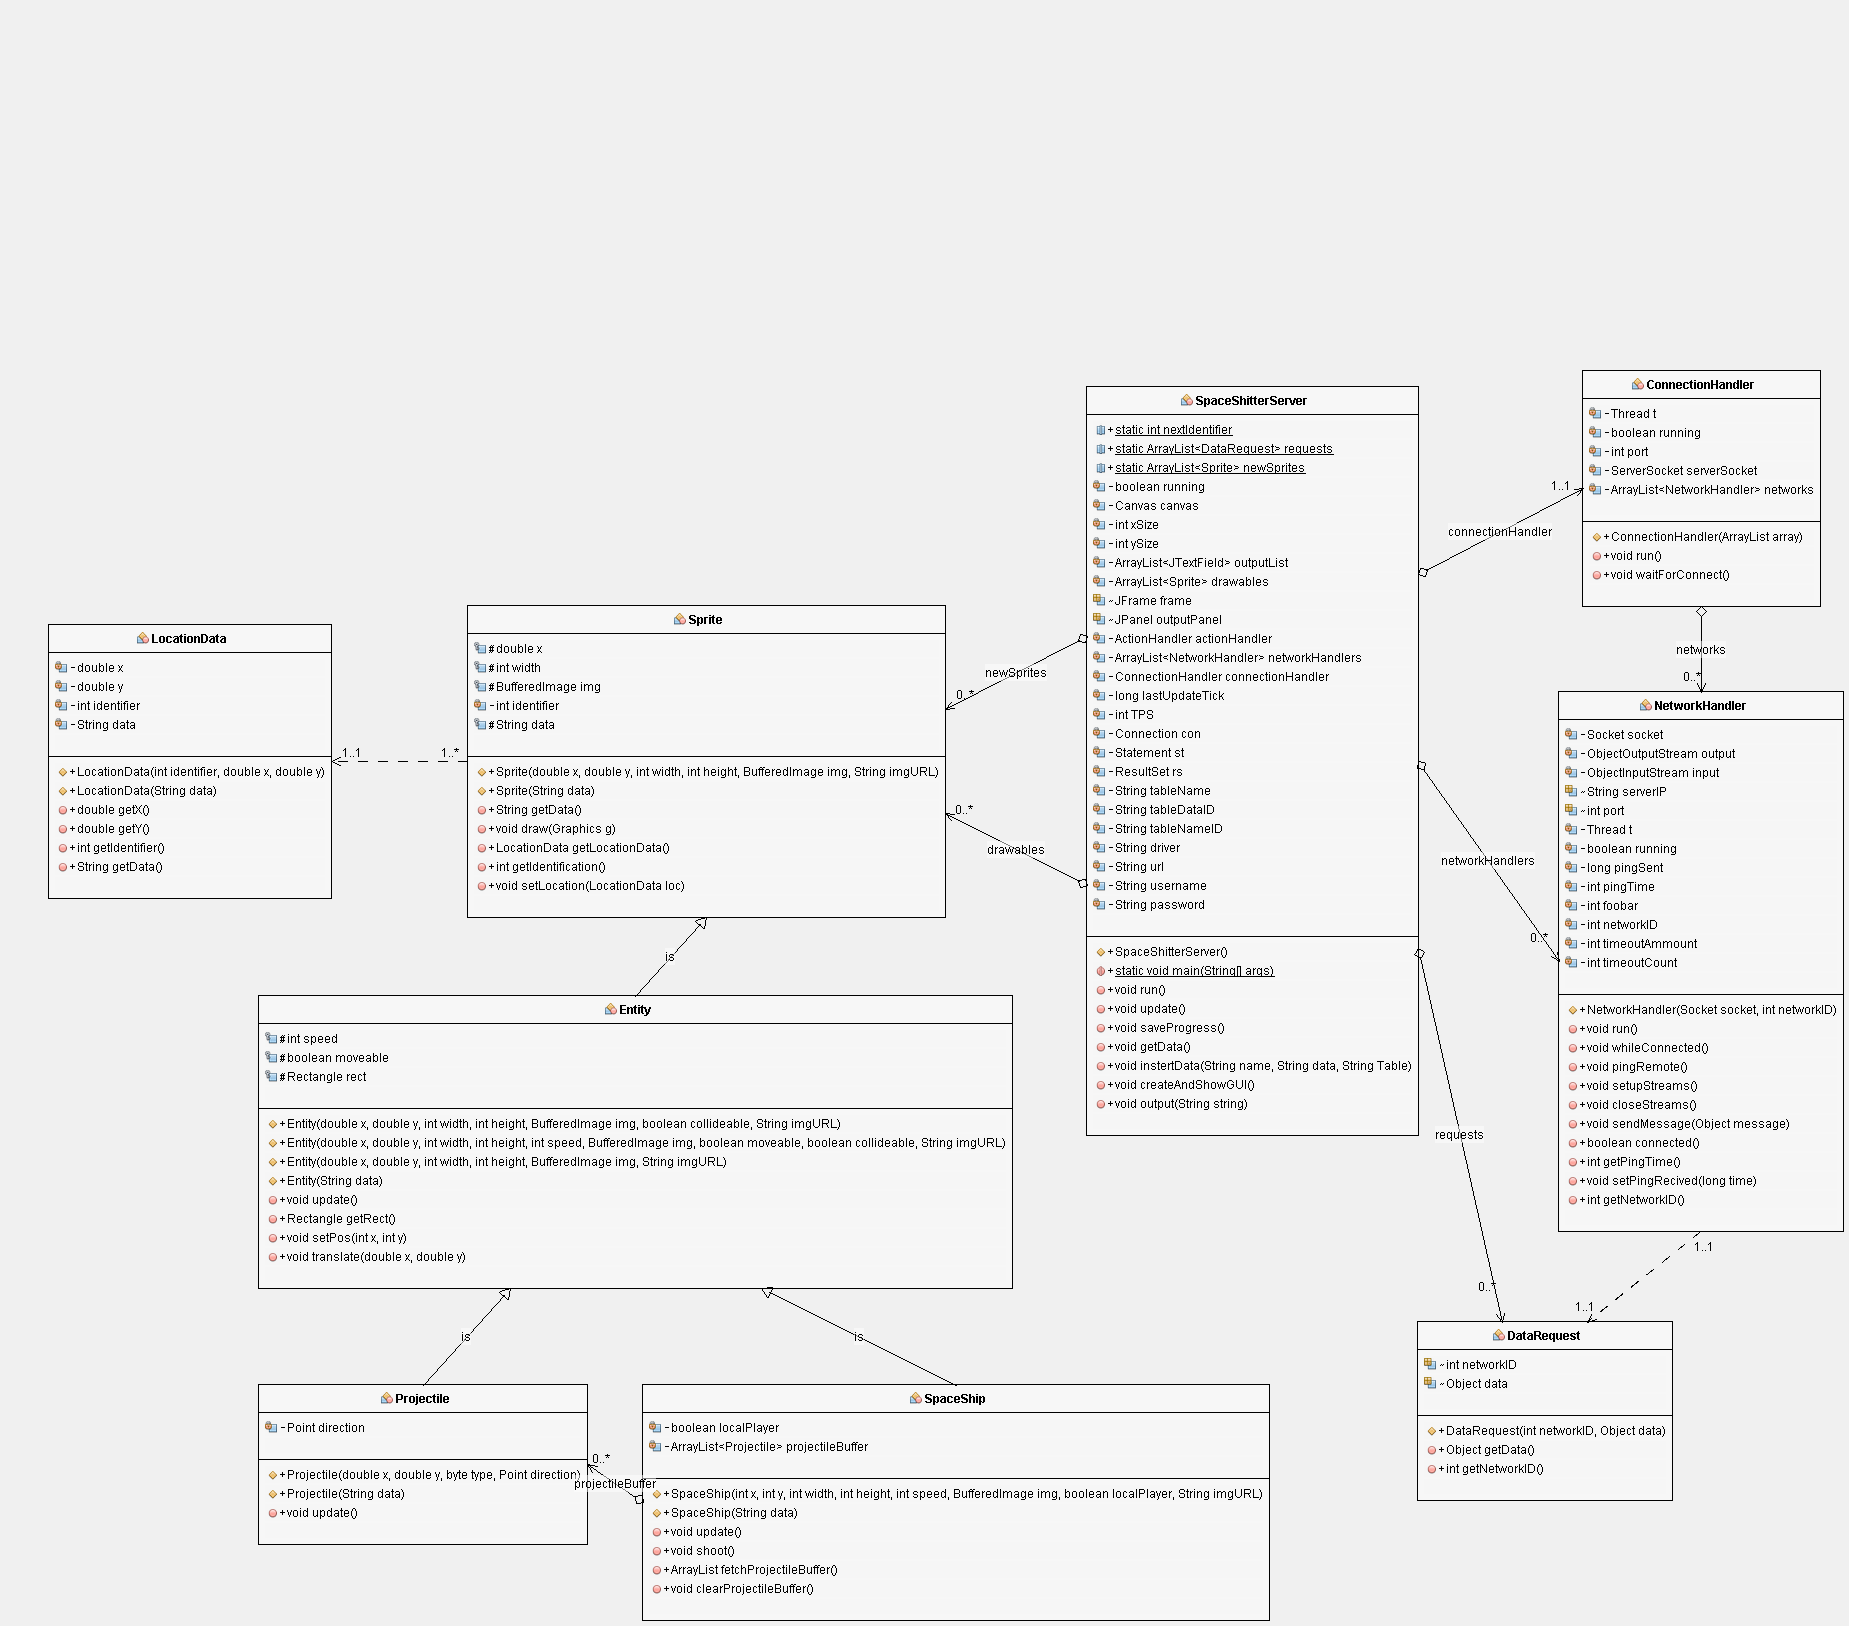 LocationData
-double x
-double y
-int identifier
-String data
+LocationData(int identifier, double x, double y)
+LocationData(String data)
+double getX()
+double getY()
+int getIdentifier()
+String getData()
1..1
1..*
Sprite
#double x
#int width
#BufferedImage img
-int identifier
#String data
+Sprite(double x, double y, int width, int height, BufferedImage img, String imgURL)
+Sprite(String data)
+String getData()
+void draw(Graphics g)
+LocationData getLocationData()
+int getIdentification()
+void setLocation(LocationData loc)
newSprites
0..*
0..*
drawables
SpaceShitterServer
+static int nextIdentifier
+static ArrayList<DataRequest> requests
+static ArrayList<Sprite> newSprites
-boolean running
-Canvas canvas
-int xSize
-int ySize
-ArrayList<JTextField> outputList
-ArrayList<Sprite> drawables
~JFrame frame
~JPanel outputPanel
-ActionHandler actionHandler
-ArrayList<NetworkHandler> networkHandlers
-ConnectionHandler connectionHandler
-long lastUpdateTick
-int TPS
-Connection con
-Statement st
-ResultSet rs
-String tableName
-String tableDataID
-String tableNameID
-String driver
-String url
-String username
-String password
+SpaceShitterServer()
+static void main(String[] args)
+void run()
+void update()
+void saveProgress()
+void getData()
+void instertData(String name, String data, String Table)
+void createAndShowGUI()
+void output(String string)
1..1
connectionHandler
ConnectionHandler
-Thread t
-boolean running
-int port
-ServerSocket serverSocket
-ArrayList<NetworkHandler> networks
+ConnectionHandler(ArrayList array)
+void run()
+void waitForConnect()
networks
0..*
networkHandlers
0..*
NetworkHandler
-Socket socket
-ObjectOutputStream output
-ObjectInputStream input
~String serverIP
~int port
-Thread t
-boolean running
-long pingSent
-int pingTime
-int foobar
-int networkID
-int timeoutAmmount
-int timeoutCount
+NetworkHandler(Socket socket, int networkID)
+void run()
+void whileConnected()
+void pingRemote()
+void setupStreams()
+void closeStreams()
+void sendMessage(Object message)
+boolean connected()
+int getPingTime()
+void setPingRecived(long time)
+int getNetworkID()
requests
0..*
1..1
1..1
DataRequest
~int networkID
~Object data
+DataRequest(int networkID, Object data)
+Object getData()
+int getNetworkID()
is
Entity
#int speed
#boolean moveable
#Rectangle rect
+Entity(double x, double y, int width, int height, BufferedImage img, boolean collideable, String imgURL)
+Entity(double x, double y, int width, int height, int speed, BufferedImage img, boolean moveable, boolean collideable, String imgURL)
+Entity(double x, double y, int width, int height, BufferedImage img, String imgURL)
+Entity(String data)
+void update()
+Rectangle getRect()
+void setPos(int x, int y)
+void translate(double x, double y)
is
is
Projectile
-Point direction
+Projectile(double x, double y, byte type, Point direction)
+Projectile(String data)
+void update()
0..*
projectileBuffer
SpaceShip
-boolean localPlayer
-ArrayList<Projectile> projectileBuffer
+SpaceShip(int x, int y, int width, int height, int speed, BufferedImage img, boolean localPlayer, String imgURL)
+SpaceShip(String data)
+void update()
+void shoot()
+ArrayList fetchProjectileBuffer()
+void clearProjectileBuffer()